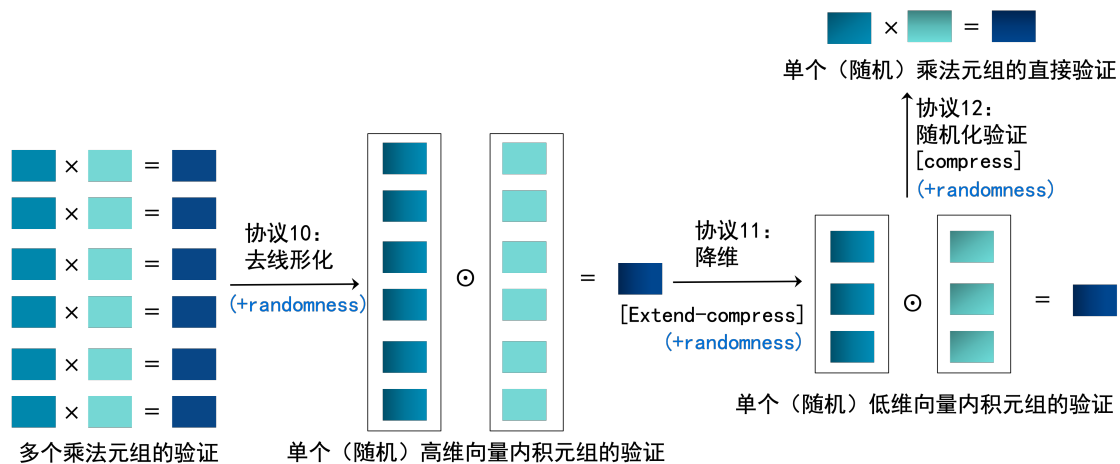 × =
单个（随机）乘法元组的直接验证
协议12：
随机化验证
[compress]
(+randomness)
× =
× =
× =
× =
× =
× =
多个乘法元组的验证
协议10：
去线形化
(+randomness)
⊙ =
单个（随机）高维向量内积元组的验证
协议11：
降维
[Extend-compress]
(+randomness)
⊙ =
单个（随机）低维向量内积元组的验证